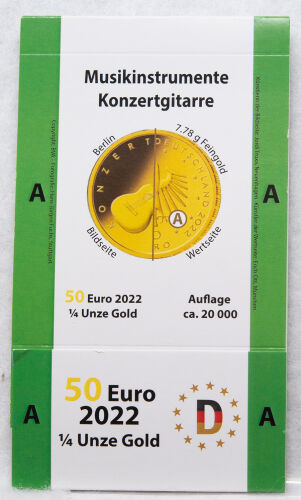 Musikinstrumente
Konzertgitarre
Berlin
7.78 g Feingold
KONZERT
DEUTSCHLAND 2022
A
Bildseite
Wertseite
50 Euro 2022
¼ Unze Gold
Auflage
ca. 20 000
A
A
50 Euro
2022
¼ Unze Gold
D
A
A